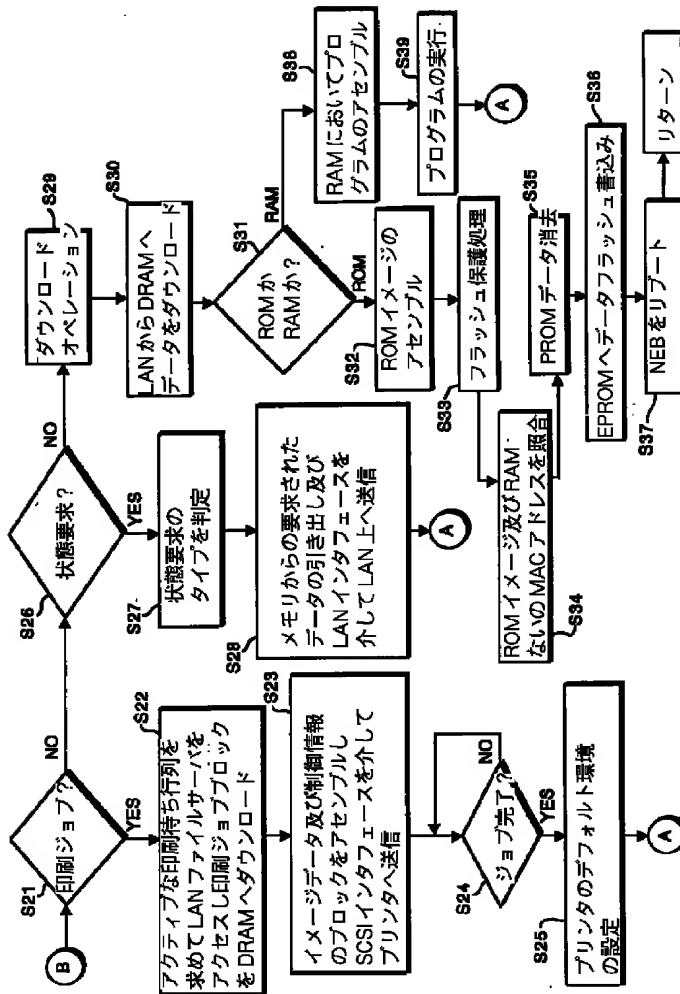 B
S21
印刷ジョブ?
NO
YES
S22
アクティブな印刷待ち行列を
求めてLANファイルサーバを
アクセスし印刷ジョブブロック
をDRAMへダウンロード
S23
イメージデータ及び制御情報
のブロックをアセンブルし
SCSIインタフェースを介して
プリンタへ送信
S24
ジョブ完了?
NO
YES
S25
プリンタのデフォルト環境
の設定
A
S26
状態要求?
NO
YES
S27
状態要求の
タイプを判定
S28
メモリからの要求された
データの引き出し及び
LANインタフェースを
介してLAN上へ送信
A
S29
ダウンロード
オペレーション
S30
LANからDRAMへ
データをダウンロード
S31
ROMか
RAMか?
RAM
ROM
S32
ROMイメージの
アセンブル
S33
フラッシュ保護処理
S34
ROMイメージ及びRAM
ないのMACアドレスを照合
S35
PROMデータ消去
S36
EPROMへデータフラッシュ書込み
S37
NEBをリブート
リターン
S38
RAMにおいてプロ
グラムのアセンブル
S39
プログラムの実行
A